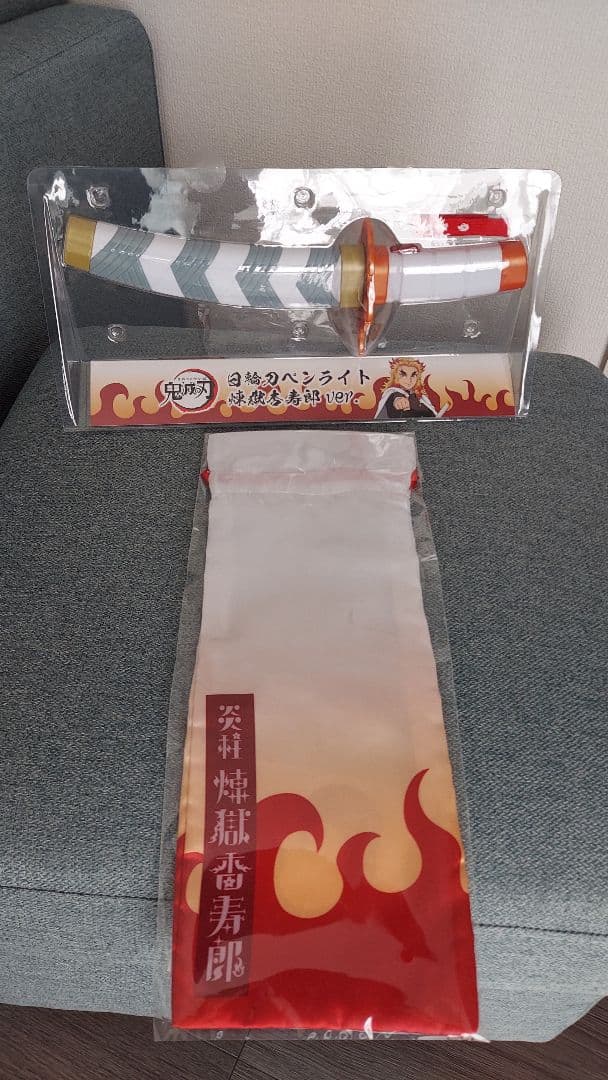 鬼滅の刃
日輪刀ペンライト
煉獄杏寿郎 ver.
炎柱 煉獄杏寿郎